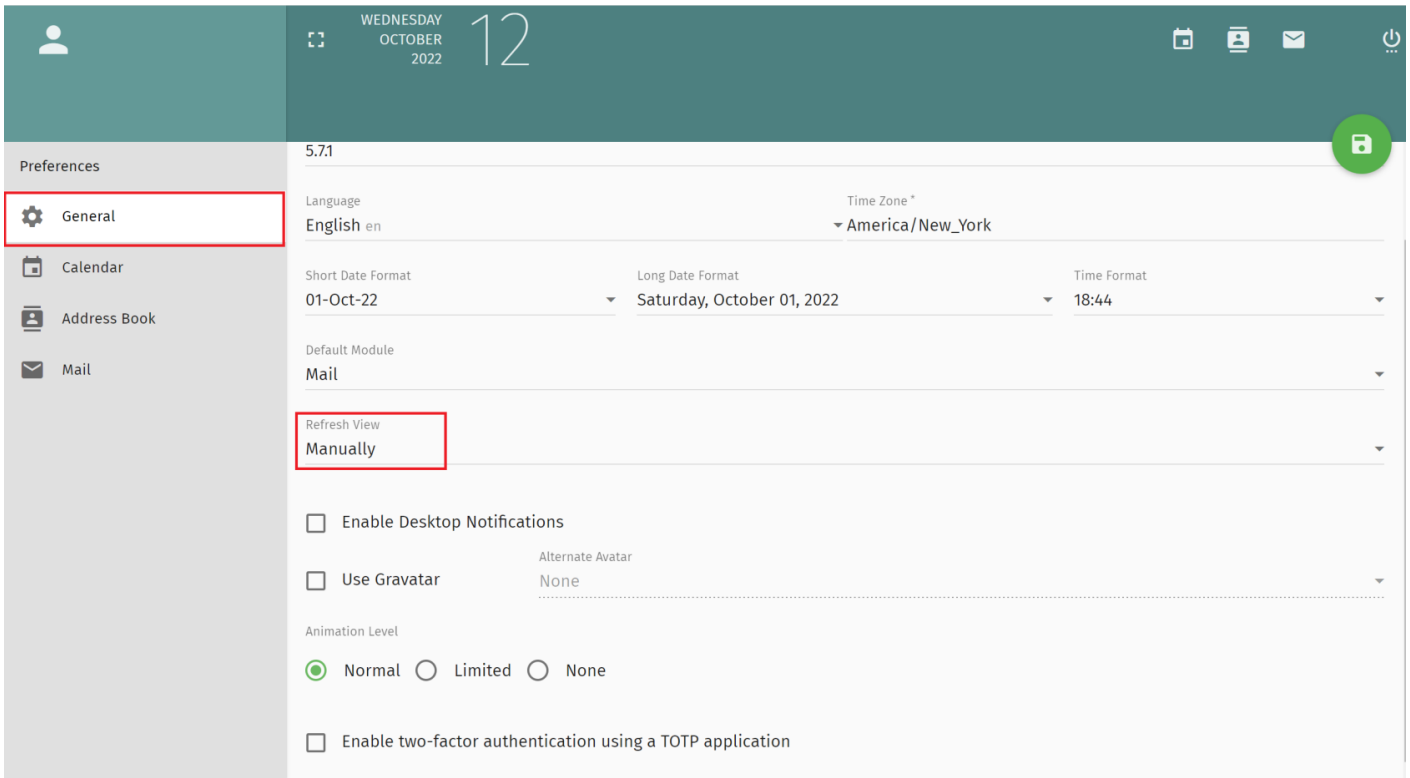 WEDNESDAY
OCTOBER
2022
12
Preferences
General
Calendar
Address Book
Mail
5.7.1
Language
Time Zone *
English en
America/New_York
Short Date Format
Long Date Format
Time Format
01-Oct-22
Saturday, October 01, 2022
18:44
Default Module
Mail
Refresh View
Manually
Enable Desktop Notifications
Alternate Avatar
Use Gravatar
None
Animation Level
Normal
Limited
None
Enable two-factor authentication using a TOTP application